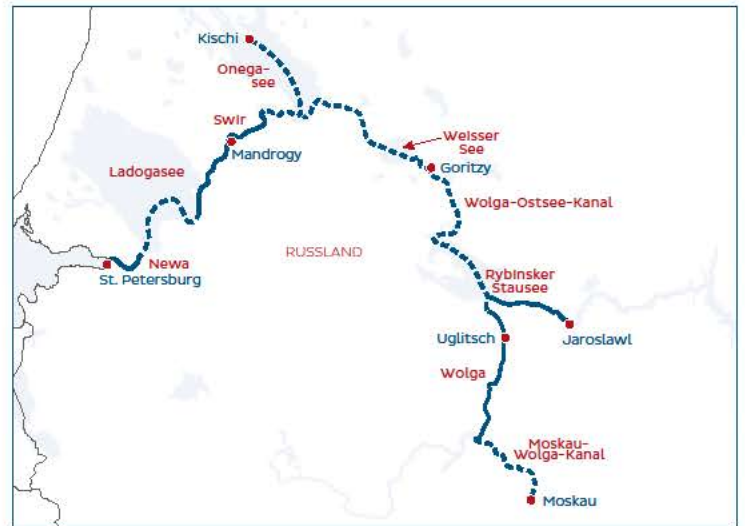 Kischi
Onega-
see
Swir
Mandrogy
Weisser
See
Goritzy
Ladogasee
Wolga-Ostsee-Kanal
RUSSLAND
Newa
St. Petersburg
Rybinsker
Stausee
Uglitsch
Jaroslawl
Wolga
Moskau-
Wolga-Kanal
Moskau